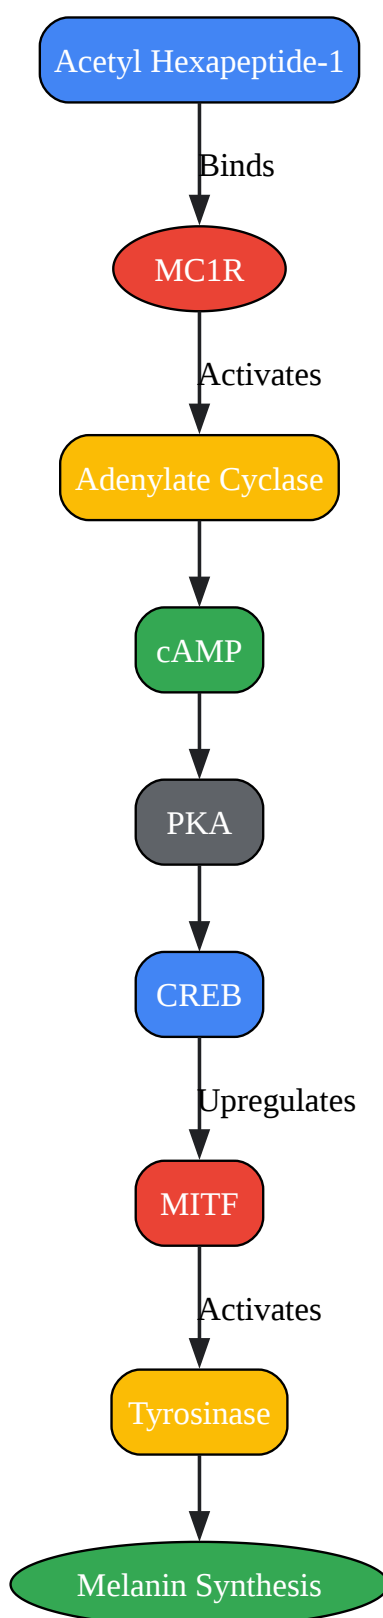 Acetyl Hexapeptide-1
Binds
MC1R
Activates
Adenylate Cyclase
cAMP
PKA
CREB
Upregulates
MITF
Activates
Tyrosinase
Melanin Synthesis